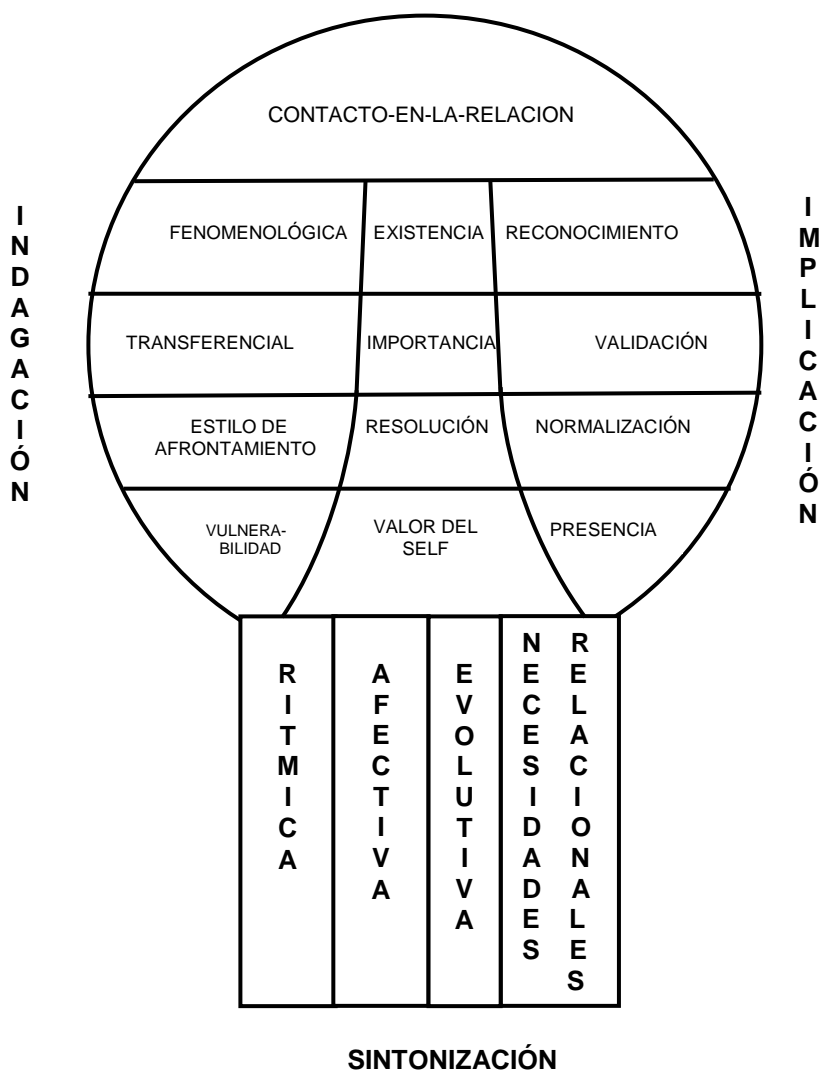 CONTACTO-EN-LA-RELACION
INDAGACIÓN
IMPLICACIÓN
FENOMENOLÓGICA EXISTENCIA RECONOCIMIENTO
TRANSFERENCIAL IMPORTANCIA VALIDACIÓN
ESTILO DE
AFRONTAMIENTO
RESOLUCIÓN
NORMALIZACIÓN
VULNERA-
BILIDAD
VALOR DEL
SELF
PRESENCIA
RITMICA
AFECTIVA
EVOLUTIVA
NECESIDADES
RELACIONALES
SINTONIZACIÓN